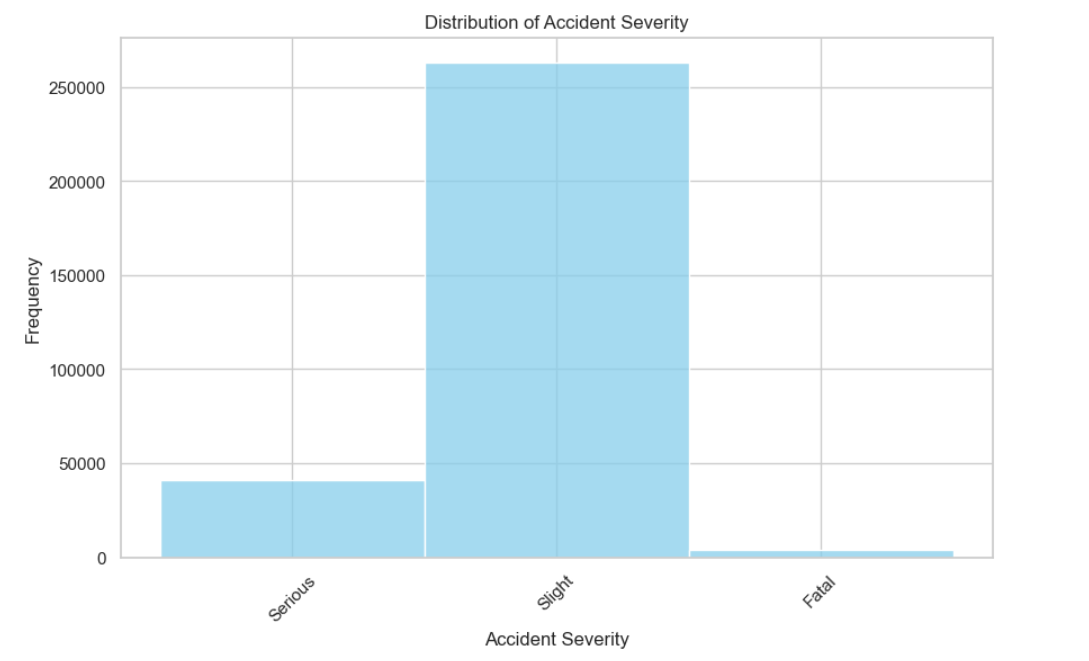 Distribution of Accident Severity
250000
200000
150000
100000
50000
0
Frequency
Serious
Slight
Fatal
Accident Severity